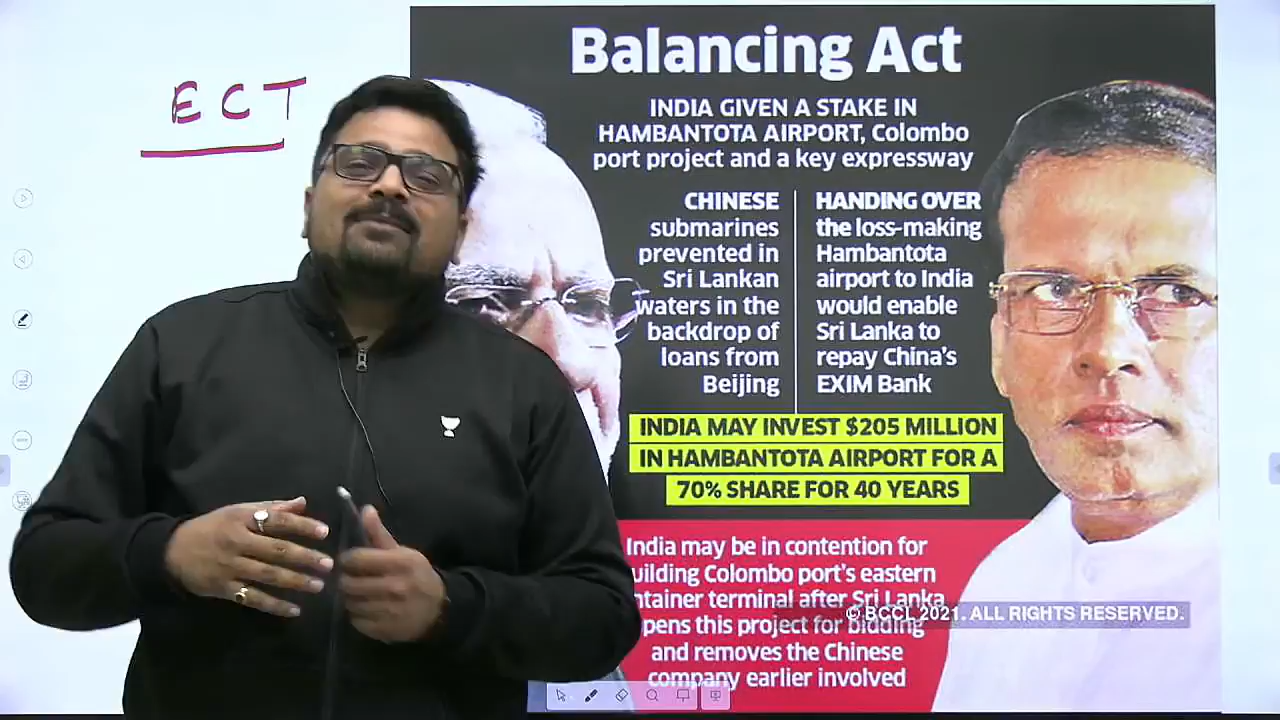 ECT
Balancing Act
INDIA GIVEN A STAKE IN
HAMBANTOTA AIRPORT, Colombo
port project and a key expressway
CHINESE
submarines
prevented in
Sri Lankan
waters in the
backdrop of
loans from
Beijing
HANDING OVER
the loss-making
Hambantota
airport to India
would enable
Sri Lanka to
repay China's
EXIM Bank
INDIA MAY INVEST $205 MILLION
IN HAMBANTOTA AIRPORT FOR A
70% SHARE FOR 40 YEARS
India may be in contention for
uilding Colombo port's eastern
ntainer terminal after Sri Lanka
pens this project for bidding
and removes the Chinese
company earlier involved
© BCCL 2021. ALL RIGHTS RESERVED.